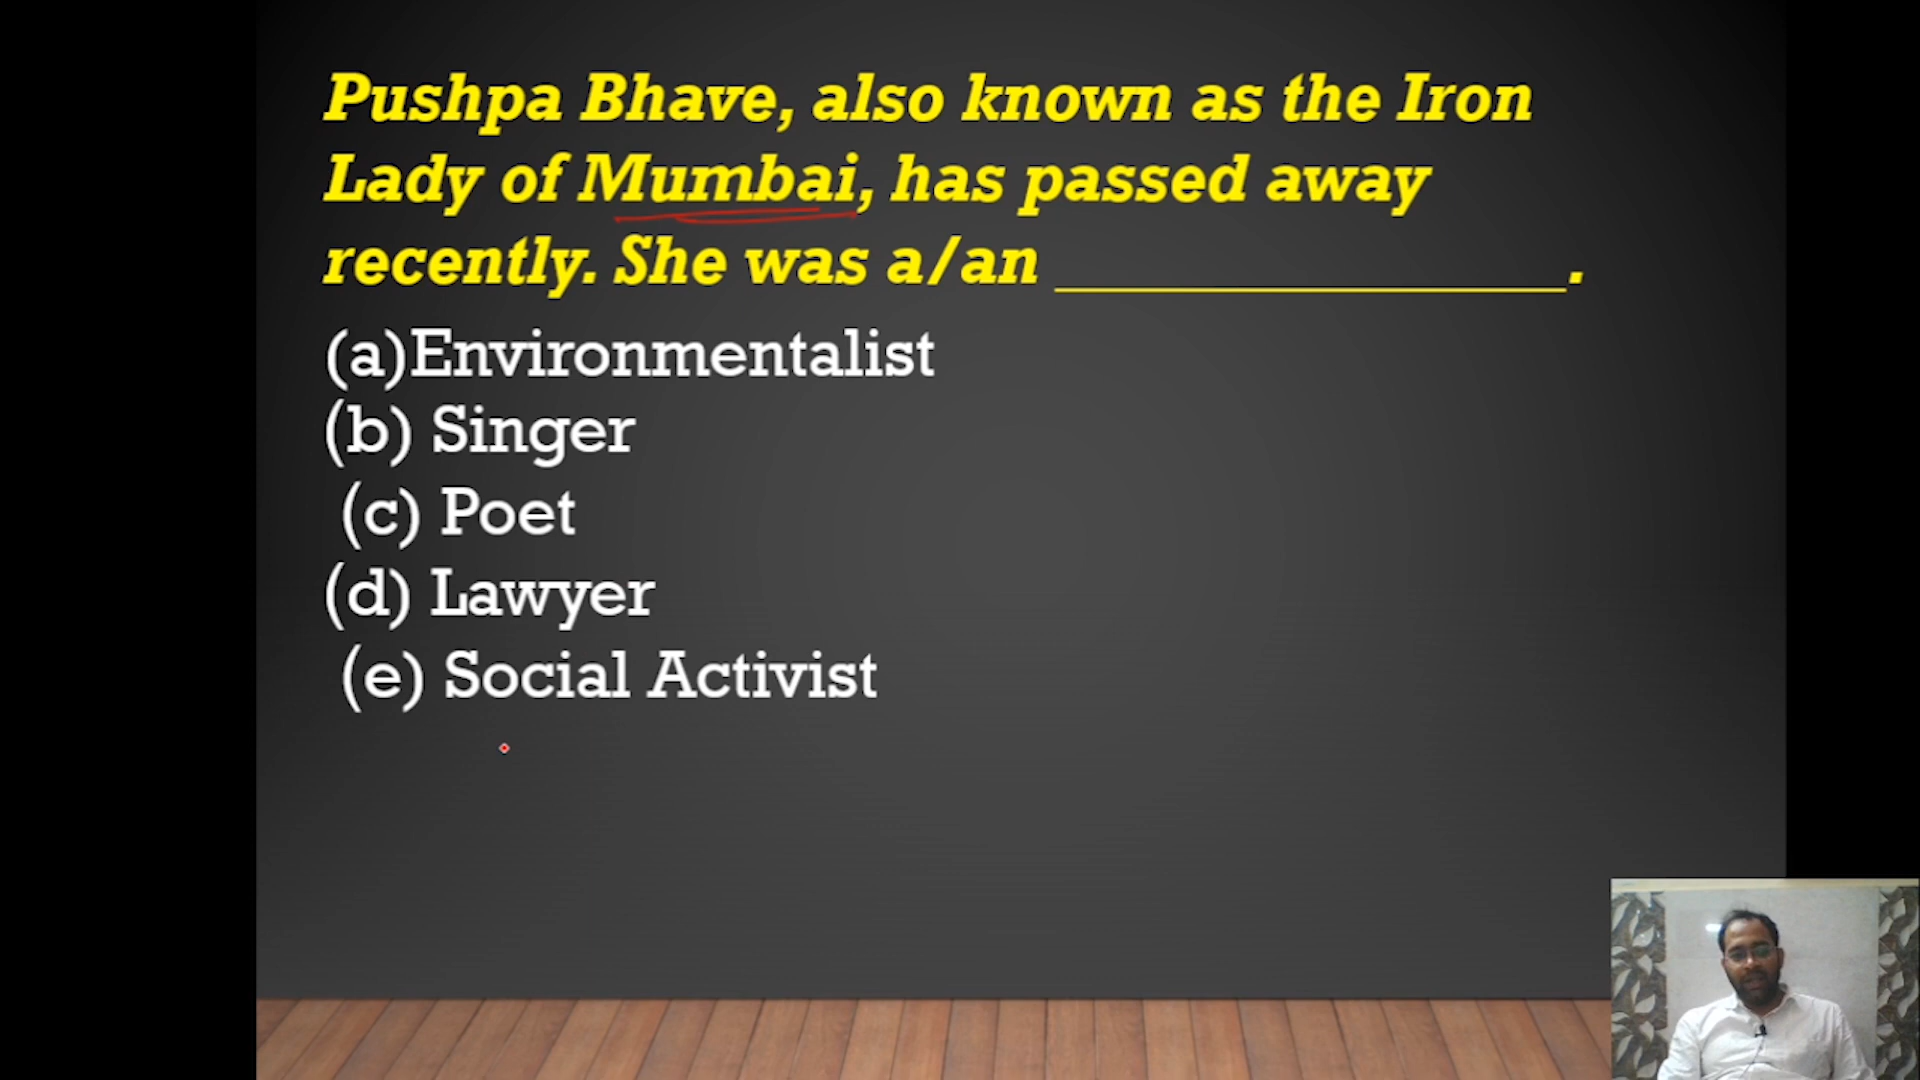 Pushpa Bhave, also known as the Iron
Lady of Mumbai, has passed away
recently. She was a/an _______________.
(a)Environmentalist
(b) Singer
(c) Poet
(d) Lawyer
(e) Social Activist